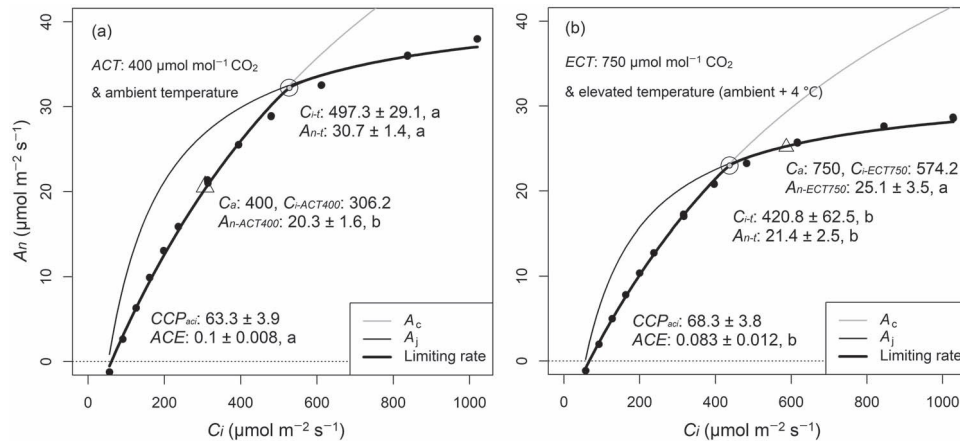 (a)
ACT: 400 μmol mol⁻¹ CO₂
& ambient temperature
Ci-t: 497.3 ± 29.1, a
An-t: 30.7 ± 1.4, a
Ca: 400, Ci-ACT400: 306.2
An-ACT400: 20.3 ± 1.6, b
CCPaci: 63.3 ± 3.9
ACE: 0.1 ± 0.008, a
Ac
Aj
Limiting rate
An (μmol m⁻² s⁻¹)
40
30
20
10
0
0 200 400 600 800 1000
Ci (μmol m⁻² s⁻¹)
(b)
ECT: 750 μmol mol⁻¹ CO₂
& elevated temperature (ambient + 4 ℃)
Ca: 750, Ci-ECT750: 574.2
An-ECT750: 25.1 ± 3.5, a
Ci-t: 420.8 ± 62.5, b
An-t: 21.4 ± 2.5, b
CCPaci: 68.3 ± 3.8
ACE: 0.083 ± 0.012, b
Ac
Aj
Limiting rate
40
30
20
10
0
0 200 400 600 800 1000
Ci (μmol m⁻² s⁻¹)